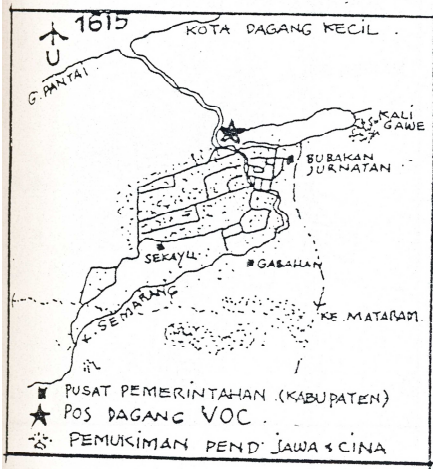 1615
KOTA DAGANG KECIL.
U
G. PANTAI
KALI
GAWE
BUBAKAN
JURNATAN
SEKAYU
GABAHAN
K. SEMARANG
KE MATARAM
PUSAT PEMERINTAHAN (KABUPATEN)
POS DAGANG VOC.
PEMUKIMAN PEND. JAWA & CINA